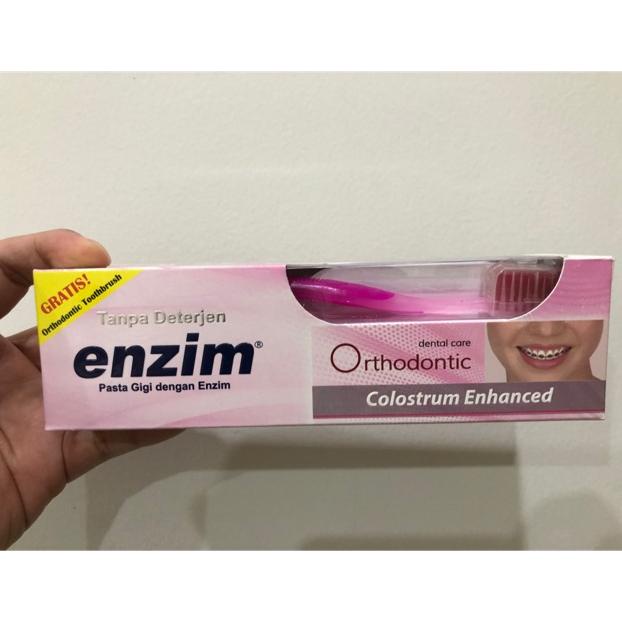 GRATIS!
Orthodontic Toothbrush
Tanpa Deterjen
enzim®
Pasta Gigi dengan Enzim
dental care
Orthodontic
Colostrum Enhanced